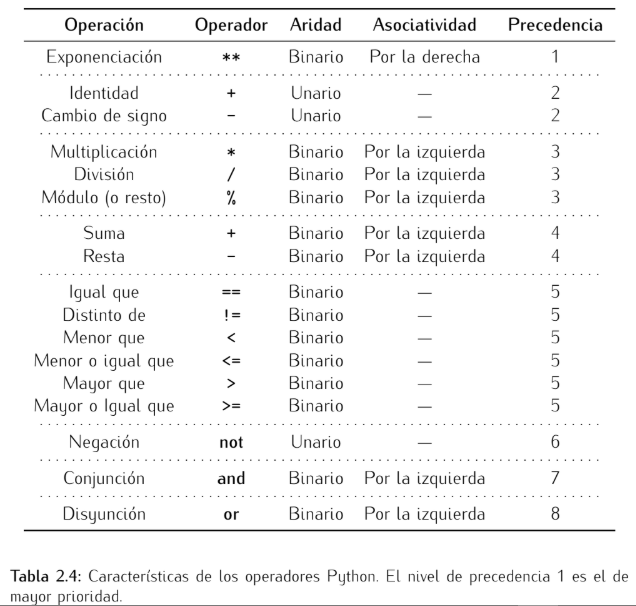 Operación Operador Aridad Asociatividad Precedencia
Exponenciación ** Binario Por la derecha 1
Identidad + Unario — 2
Cambio de signo - Unario — 2
Multiplicación * Binario Por la izquierda 3
División / Binario Por la izquierda 3
Módulo (o resto) % Binario Por la izquierda 3
Suma + Binario Por la izquierda 4
Resta - Binario Por la izquierda 4
Igual que == Binario — 5
Distinto de != Binario — 5
Menor que < Binario — 5
Menor o igual que <= Binario — 5
Mayor que > Binario — 5
Mayor o Igual que >= Binario — 5
Negación not Unario — 6
Conjunción and Binario Por la izquierda 7
Disyunción or Binario Por la izquierda 8
Tabla 2.4: Características de los operadores Python. El nivel de precedencia 1 es el de
mayor prioridad.